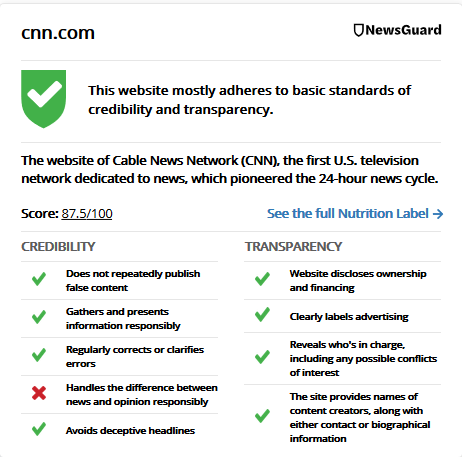 cnn.com
NewsGuard
This website mostly adheres to basic standards of
credibility and transparency.
The website of Cable News Network (CNN), the first U.S. television
network dedicated to news, which pioneered the 24-hour news cycle.
Score: 87.5/100
See the full Nutrition Label →
CREDIBILITY
Does not repeatedly publish
false content
Gathers and presents
information responsibly
Regularly corrects or clarifies
errors
Handles the difference between
news and opinion responsibly
Avoids deceptive headlines
TRANSPARENCY
Website discloses ownership
and financing
Clearly labels advertising
Reveals who's in charge,
including any possible conflicts
of interest
The site provides names of
content creators, along with
either contact or biographical
information